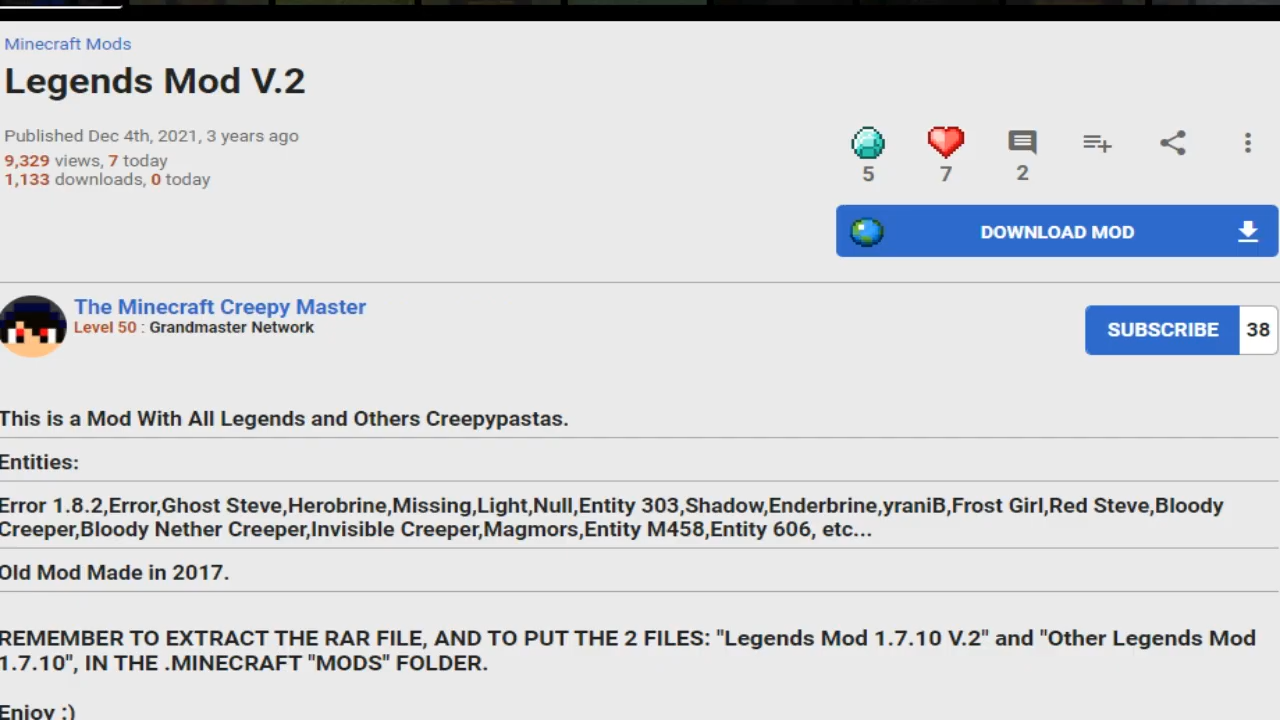 Minecraft Mods
Legends Mod V.2
Published Dec 4th, 2021, 3 years ago
9,329 views, 7 today
1,133 downloads, 0 today
5
7
2
DOWNLOAD MOD
The Minecraft Creepy Master
Level 50 : Grandmaster Network
SUBSCRIBE 38
This is a Mod With All Legends and Others Creepypastas.
Entities:
Error 1.8.2,Error,Ghost Steve,Herobrine,Missing,Light,Null,Entity 303,Shadow,Enderbrine,yraniB,Frost Girl,Red Steve,Bloody
Creeper,Bloody Nether Creeper,Invisible Creeper,Magmors,Entity M458,Entity 606, etc...
Old Mod Made in 2017.
REMEMBER TO EXTRACT THE RAR FILE, AND TO PUT THE 2 FILES: "Legends Mod 1.7.10 V.2" and "Other Legends Mod
1.7.10", IN THE .MINECRAFT "MODS" FOLDER.
Enjoy :)